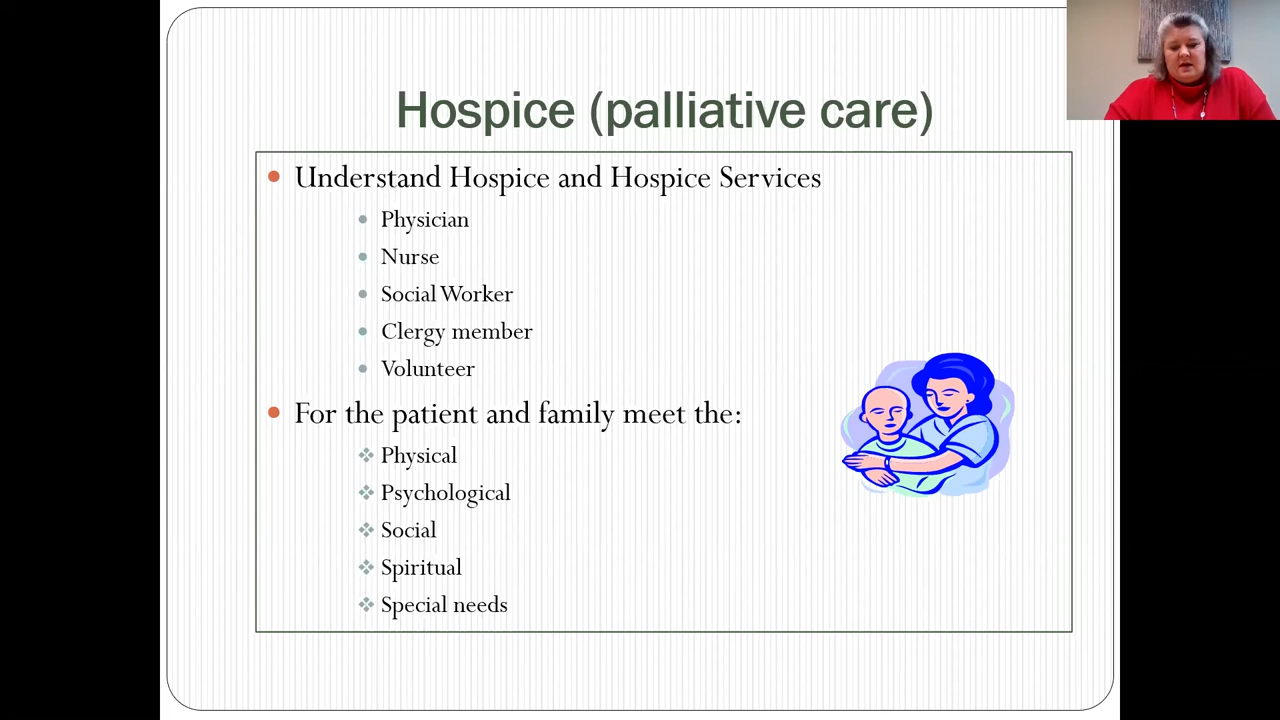 Hospice (palliative care)
Understand Hospice and Hospice Services
Physician
Nurse
Social Worker
Clergy member
Volunteer
For the patient and family meet the:
Physical
Psychological
Social
Spiritual
Special needs